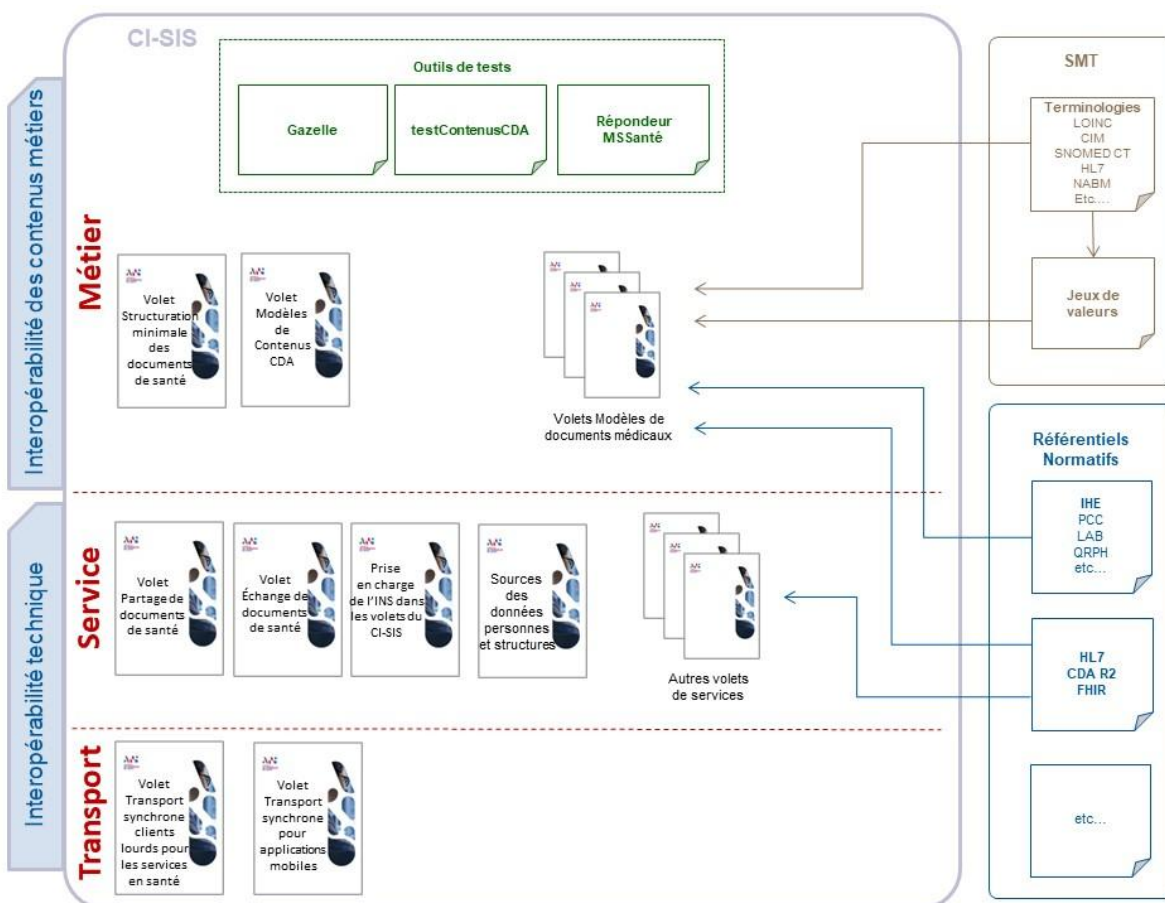 CI-SIS
Interopérabilité des contenus métiers
Interopérabilité technique
Métier
Service
Transport
Outils de tests
Gazelle
testContenusCDA
Répondeur
MSSanté
Volet
Structuration
minimale
des
documents
de santé
Volet
Modèles
de
Contenus
CDA
Volets Modèles de
documents médicaux
Volet
Partage de
documents
de santé
Volet
Échange de
documents
de santé
Prise
en charge
de l’INS dans
les volets du
CI-SIS
Sources
des
données
personnes
et structures
Autres volets
de services
Volet
Transport
synchrone
clients
lourds pour
les services
en santé
Volet
Transport
synchrone
pour
applications
mobiles
SMT
Terminologies
LOINC
CIM
SNOMED CT
HL7
NABM
Etc....
Jeux de
valeurs
Référentiels
Normatifs
IHE
PCC
LAB
QRPH
etc...
HL7
CDA R2
FHIR
etc...